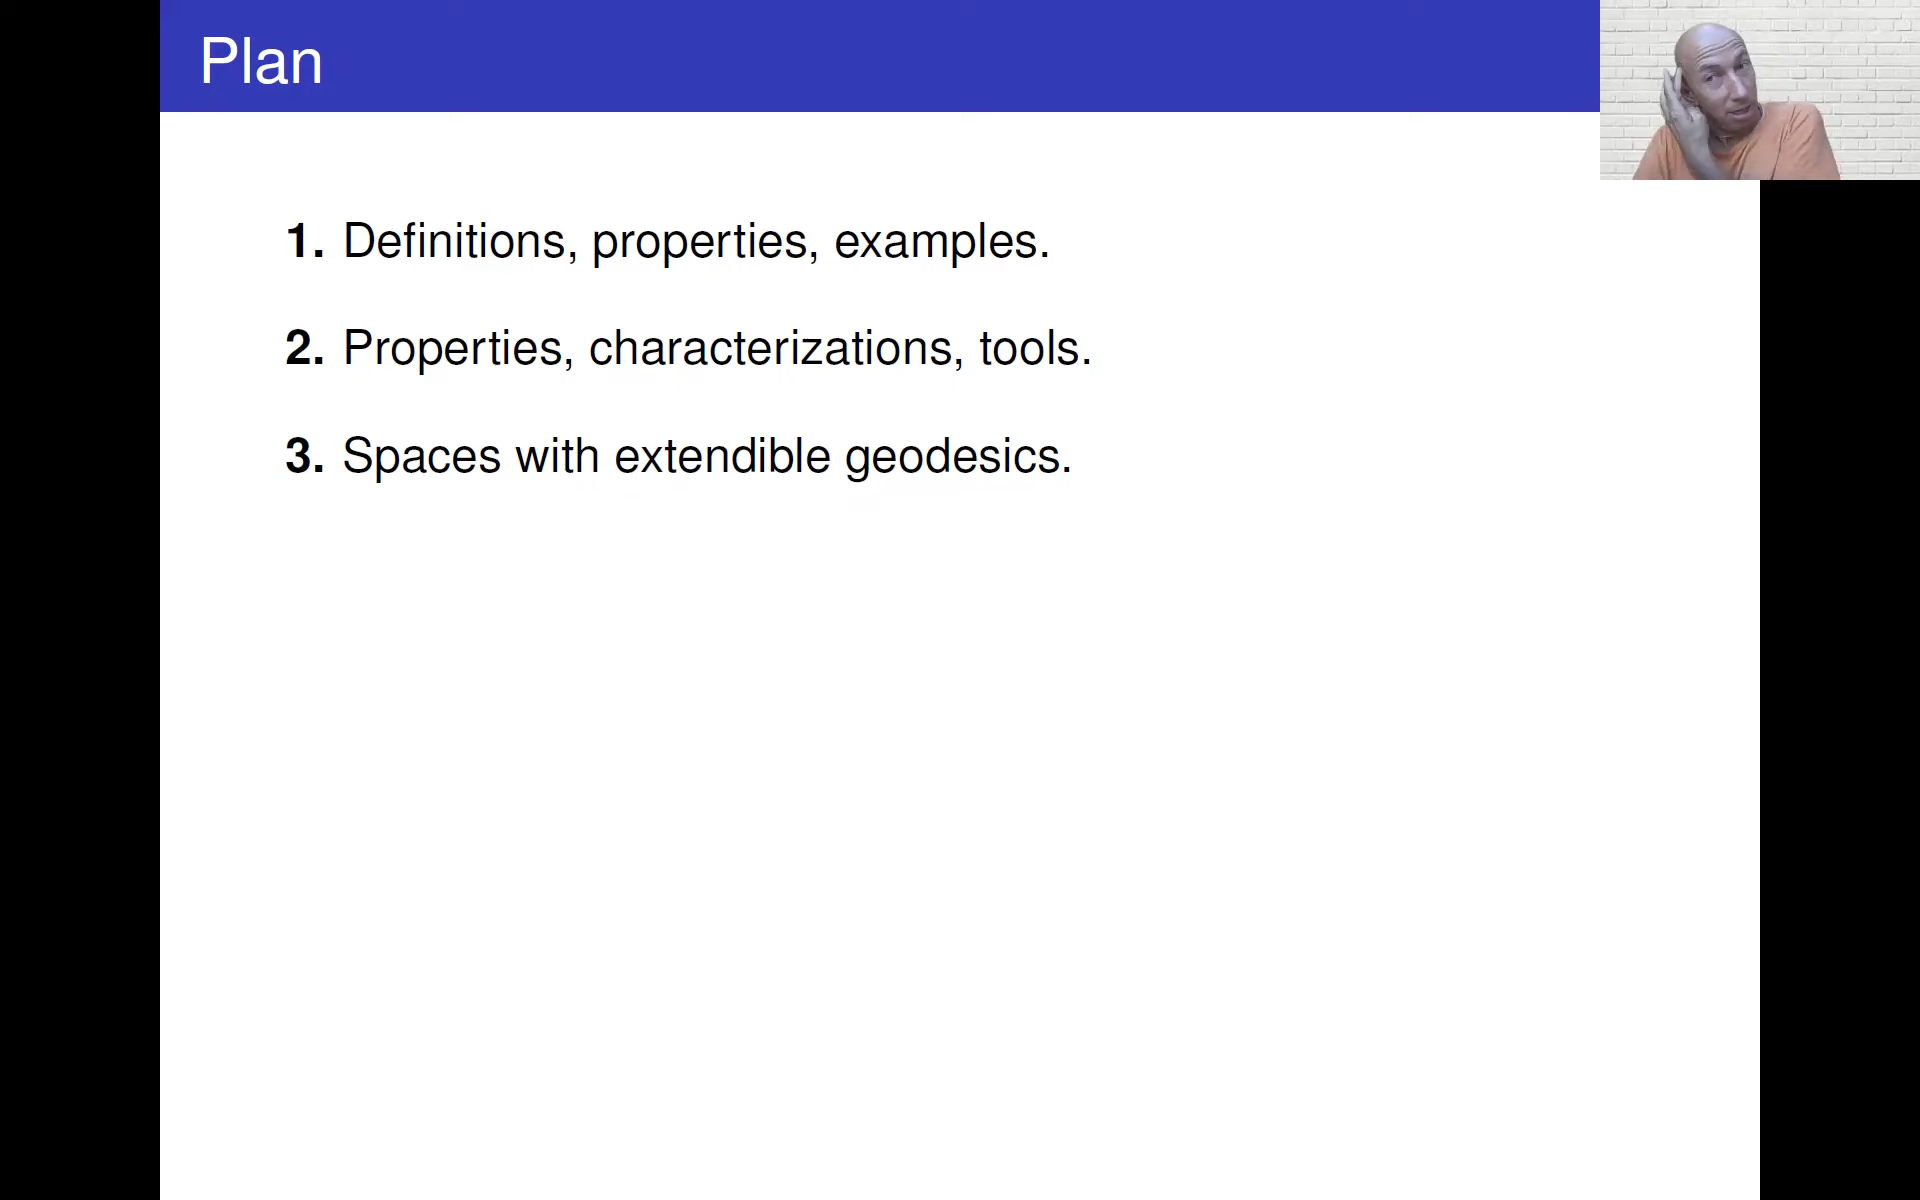 Plan
1. Definitions, properties, examples.
2. Properties, characterizations, tools.
3. Spaces with extendible geodesics.